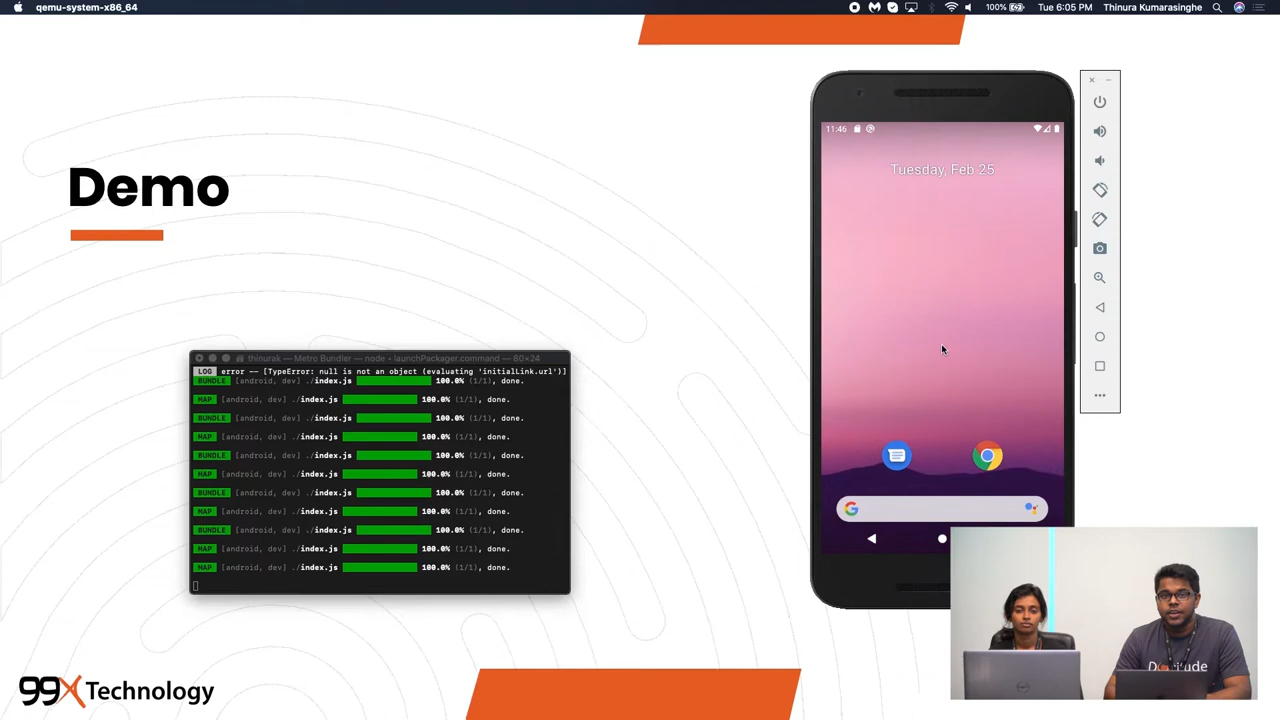 qemu-system-x86_64
100%
Tue 6:05 PM
Thinura Kumarasinghe
Demo
11:46
Tuesday, Feb 25
thinurak — Metro Bundler — node • launchPackager.command — 80×24
LOG error -- [TypeError: null is not an object (evaluating 'initialLink.url')]
BUNDLE [android, dev] ./index.js 100.0% (1/1), done.
MAP [android, dev] ./index.js 100.0% (1/1), done.
BUNDLE [android, dev] ./index.js 100.0% (1/1), done.
MAP [android, dev] ./index.js 100.0% (1/1), done.
BUNDLE [android, dev] ./index.js 100.0% (1/1), done.
MAP [android, dev] ./index.js 100.0% (1/1), done.
BUNDLE [android, dev] ./index.js 100.0% (1/1), done.
MAP [android, dev] ./index.js 100.0% (1/1), done.
BUNDLE [android, dev] ./index.js 100.0% (1/1), done.
MAP [android, dev] ./index.js 100.0% (1/1), done.
MAP [android, dev] ./index.js 100.0% (1/1), done.
99X Technology